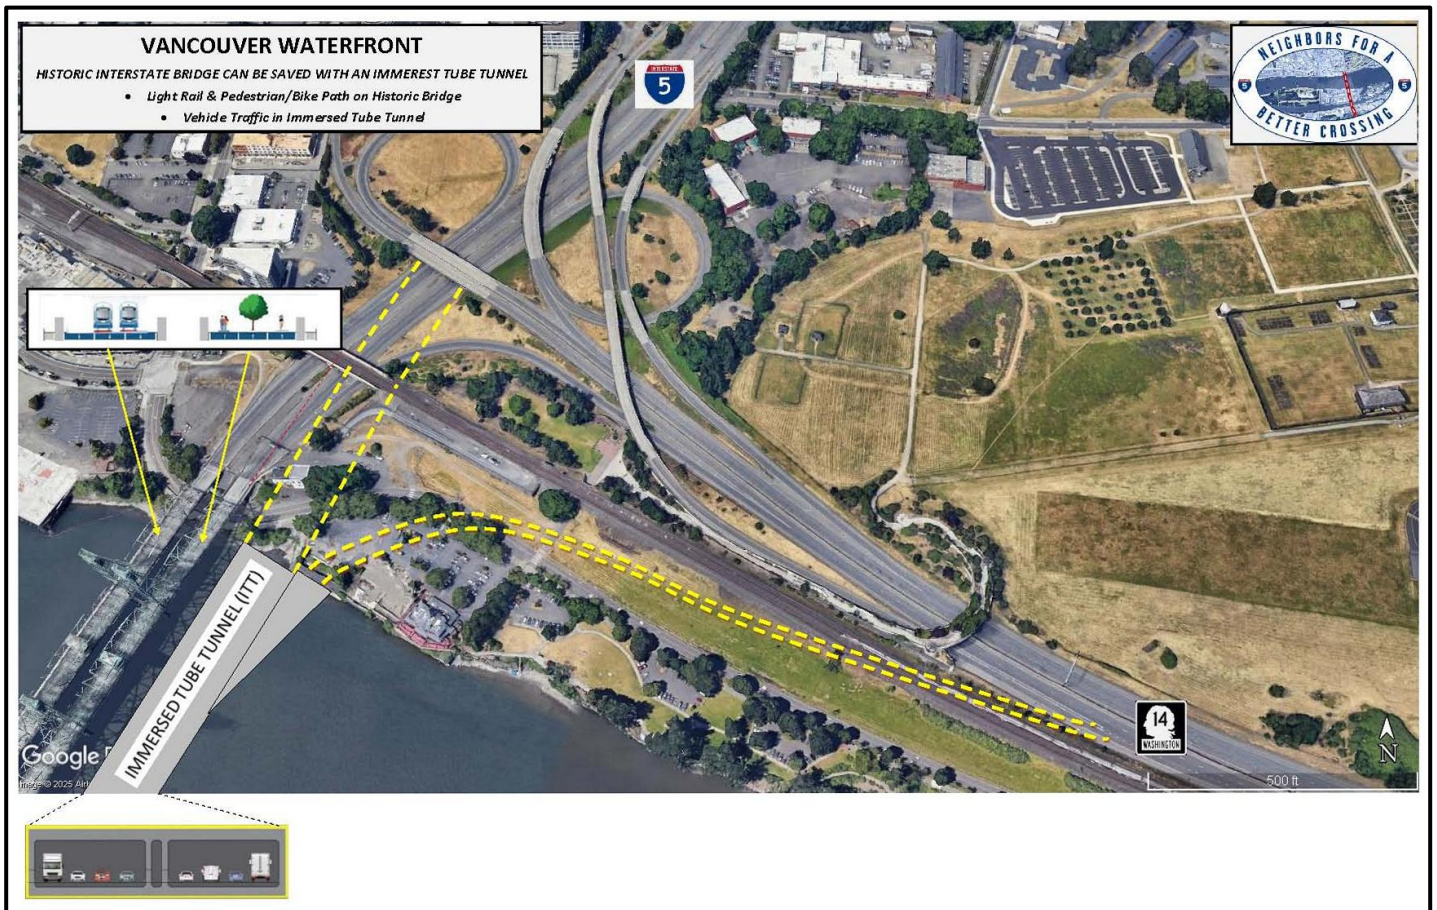 VANCOUVER WATERFRONT
HISTORIC INTERSTATE BRIDGE CAN BE SAVED WITH AN IMMEREST TUBE TUNNEL
• Light Rail & Pedestrian/Bike Path on Historic Bridge
• Vehicle Traffic in Immersed Tube Tunnel
INTERSTATE
5
NEIGHBORS FOR A
5
5
BETTER CROSSING
IMMERSED TUBE TUNNEL (ITT)
14
WASHINGTON
N
Google
Image © 2025
500 ft